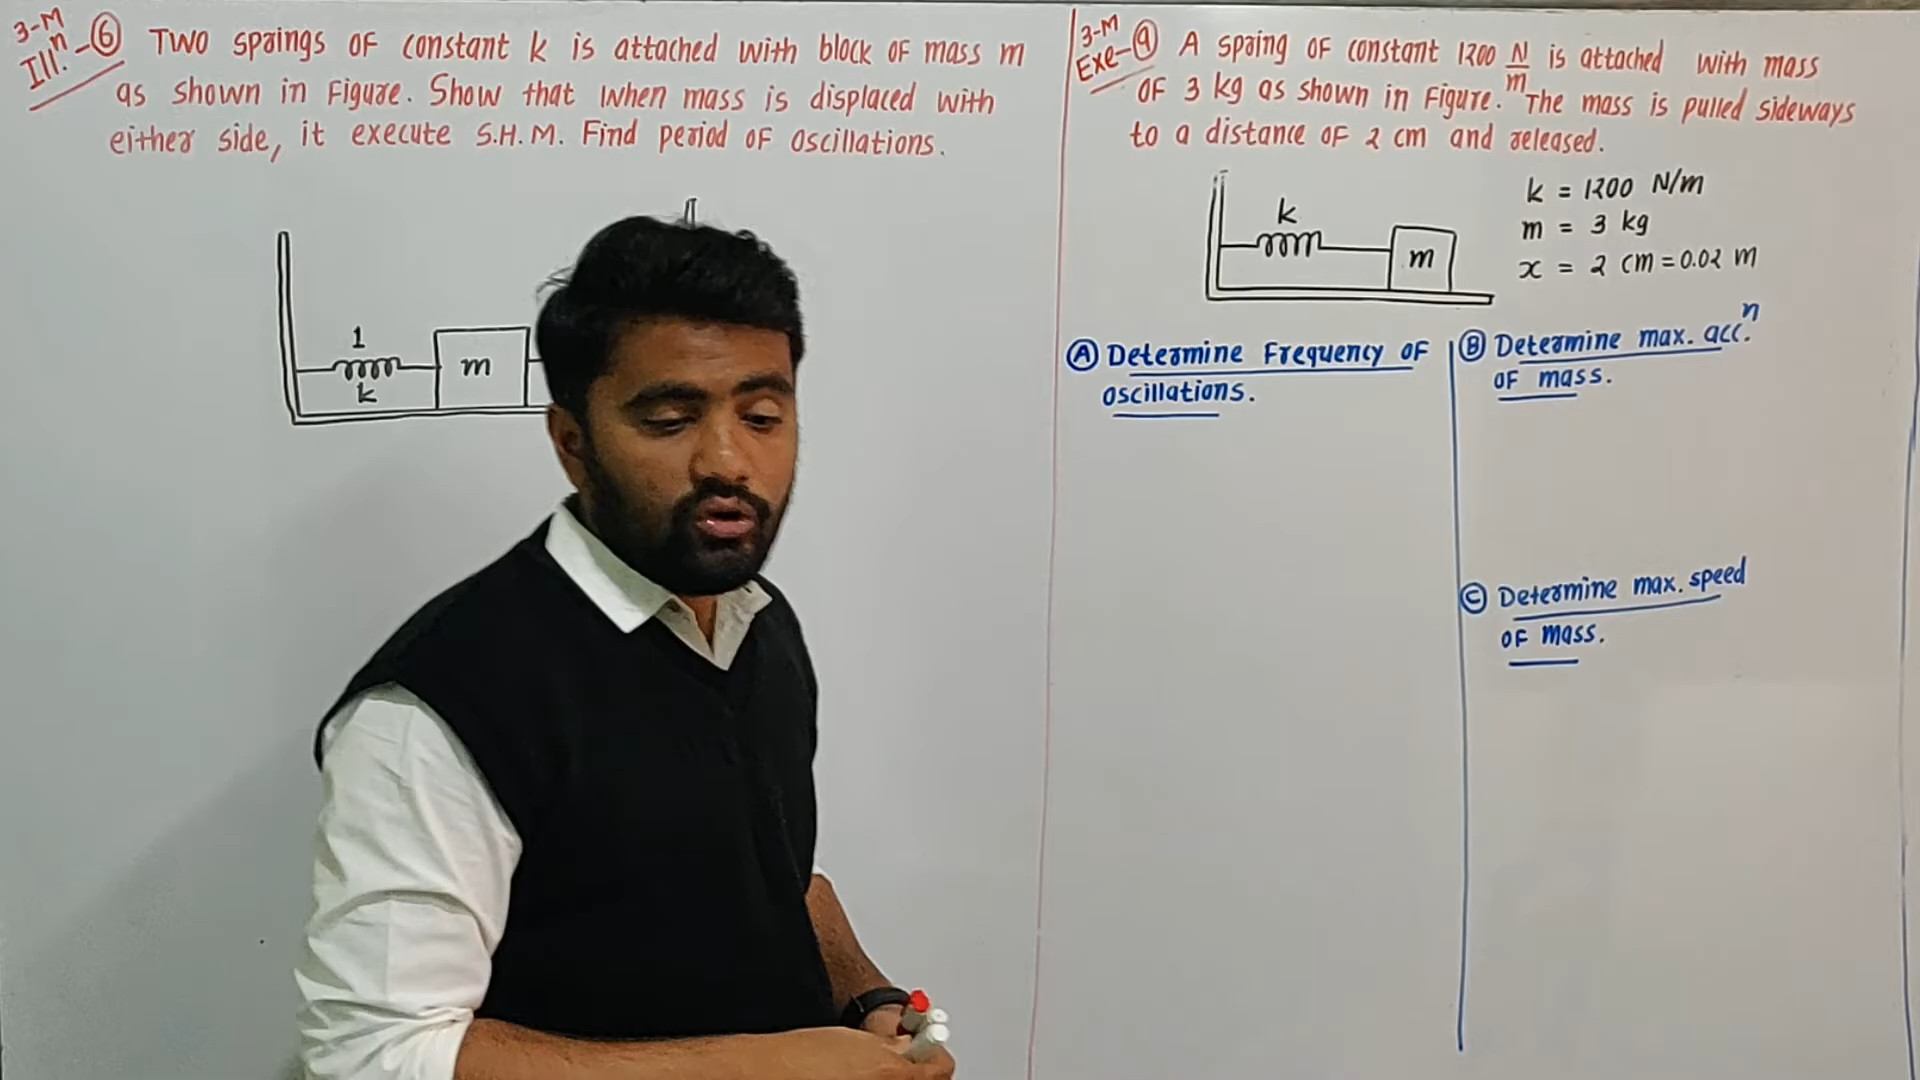 3-M
Illⁿ.-⑥ Two springs of constant k is attached with block of mass m
as shown in Figure. Show that when mass is displaced with
either side, it execute S.H.M. Find period of oscillations.
1
k
m
3-M
Exe-⑨ A spring of constant 1200 N/m is attached with mass
of 3 kg as shown in Figure. The mass is pulled sideways
to a distance of 2 cm and released.
k
m
k = 1200 N/m
m = 3 kg
x = 2 cm = 0.02 m
Ⓐ Determine Frequency of
oscillations.
Ⓑ Determine max. accⁿ.
of mass.
Ⓒ Determine max. speed
of mass.